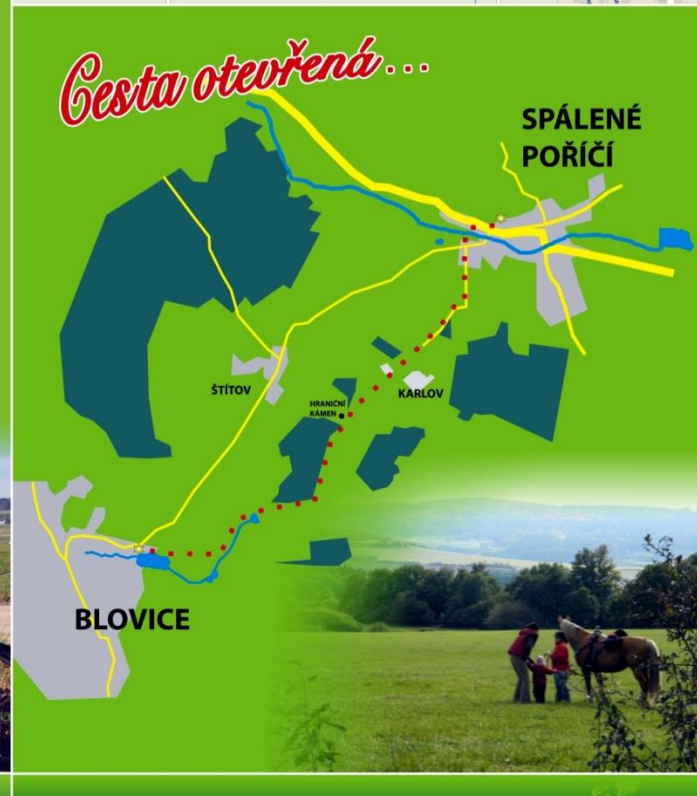 Cesta otevřená...
SPÁLENÉ
POŘÍČÍ
ŠTÍTOV
HRANIČNÍ
KÁMEN
KARLOV
BLOVICE